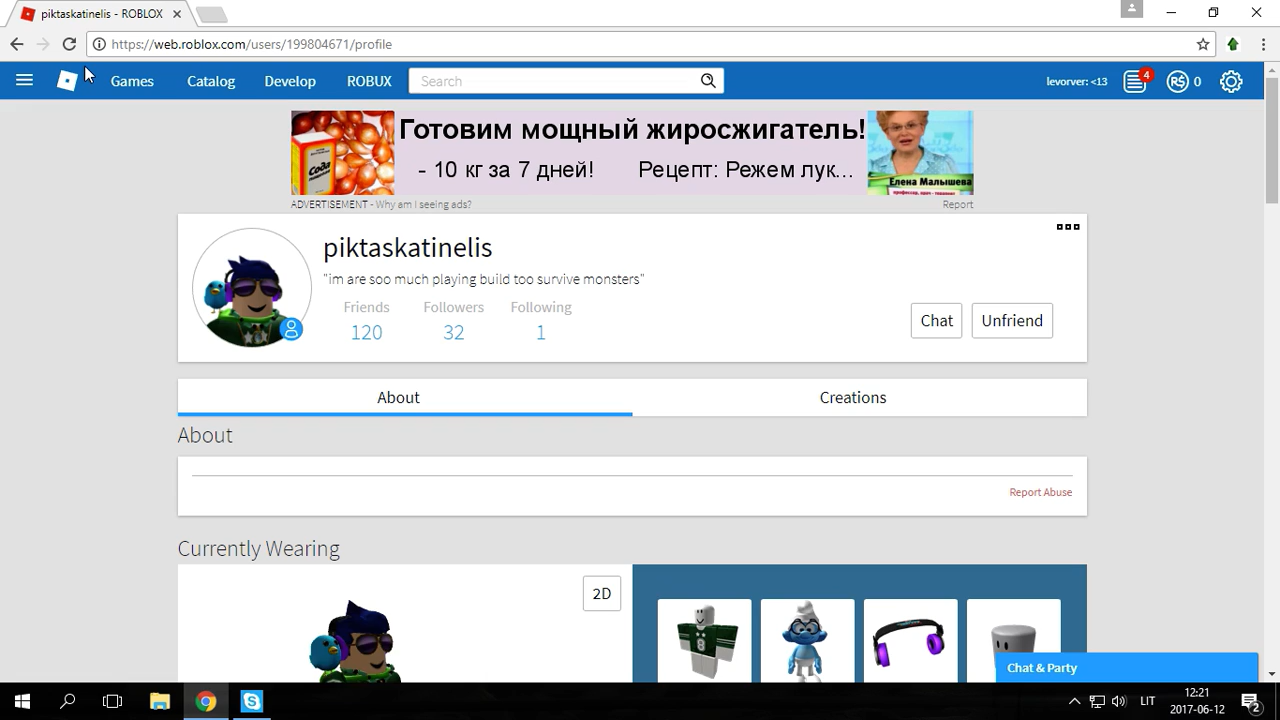 piktaskatinelis - ROBLOX
https://web.roblox.com/users/199804671/profile
Games
Catalog
Develop
ROBUX
Search
levorver: <13
4
R$
0
Готовим мощный жиросжигатель!
- 10 кг за 7 дней! Рецепт: Режем лук...
Сода
Елена Малышева
ADVERTISEMENT - Why am I seeing ads?
Report
piktaskatinelis
"im are soo much playing build too survive monsters"
Friends
Followers
Following
120
32
1
Chat
Unfriend
About
Creations
About
Report Abuse
Currently Wearing
2D
8
Chat & Party
LIT
12:21
2017-06-12
2